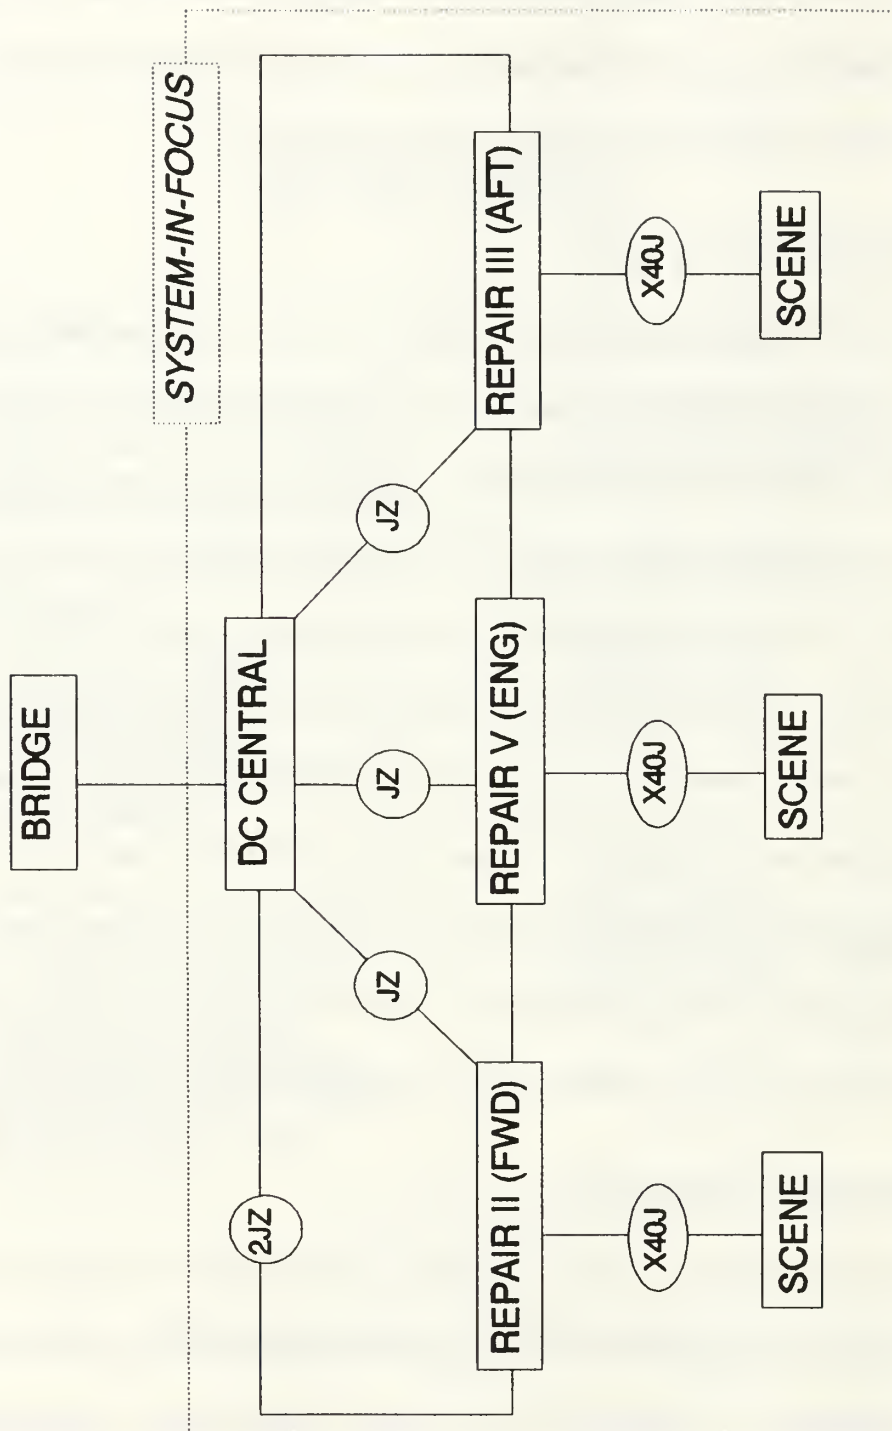 BRIDGE
SYSTEM-IN-FOCUS
DC CENTRAL
2JZ
JZ
JZ
JZ
REPAIR II (FWD)
REPAIR V (ENG)
REPAIR III (AFT)
X40J
X40J
X40J
SCENE
SCENE
SCENE